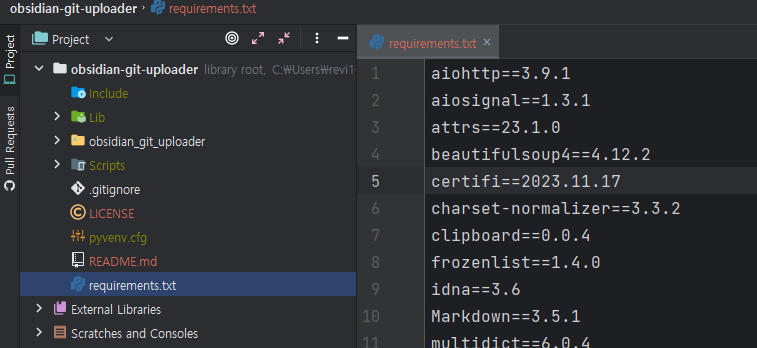 obsidian-git-uploader › requirements.txt
Project
Pull Requests
Project
obsidian-git-uploader library root, C:₩Users₩revi1
Include
Lib
obsidian_git_uploader
Scripts
.gitignore
LICENSE
pyvenv.cfg
README.md
requirements.txt
External Libraries
Scratches and Consoles
requirements.txt
1 aiohttp==3.9.1
2 aiosignal==1.3.1
3 attrs==23.1.0
4 beautifulsoup4==4.12.2
5 certifi==2023.11.17
6 charset-normalizer==3.3.2
7 clipboard==0.0.4
8 frozenlist==1.4.0
9 idna==3.6
10 Markdown==3.5.1
11 multidict==6.0.4